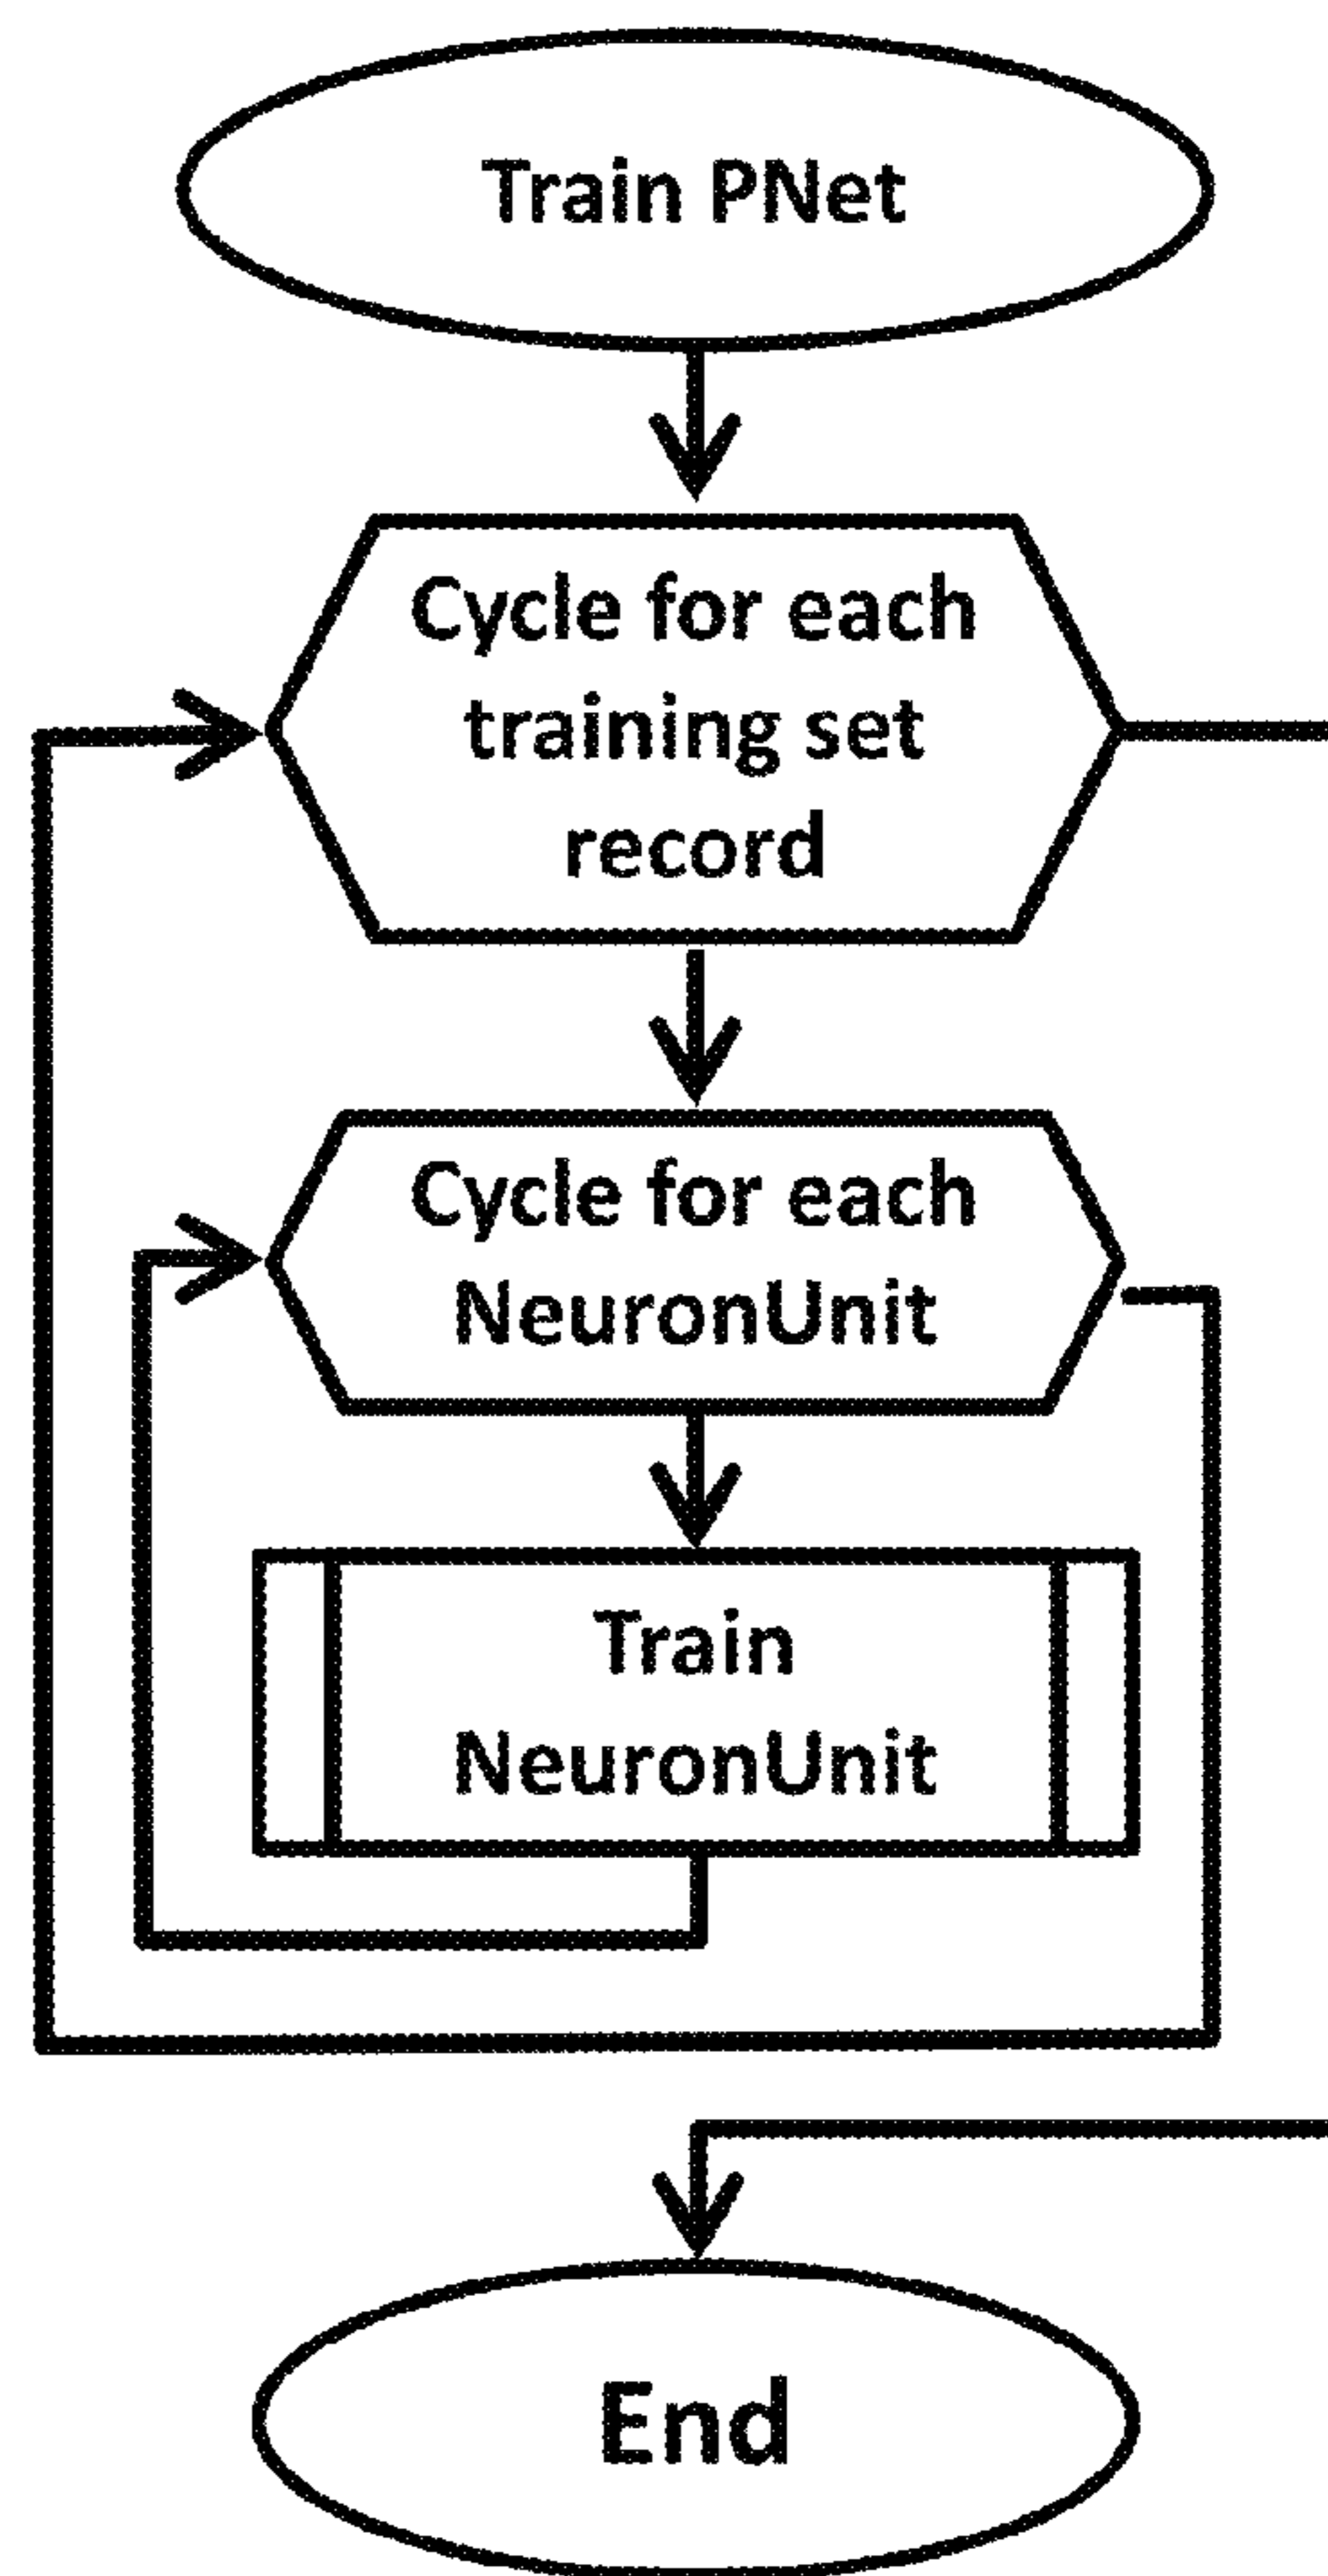 Train PNet
Cycle for each
training set
record
Cycle for each
NeuronUnit
Train
NeuronUnit
End